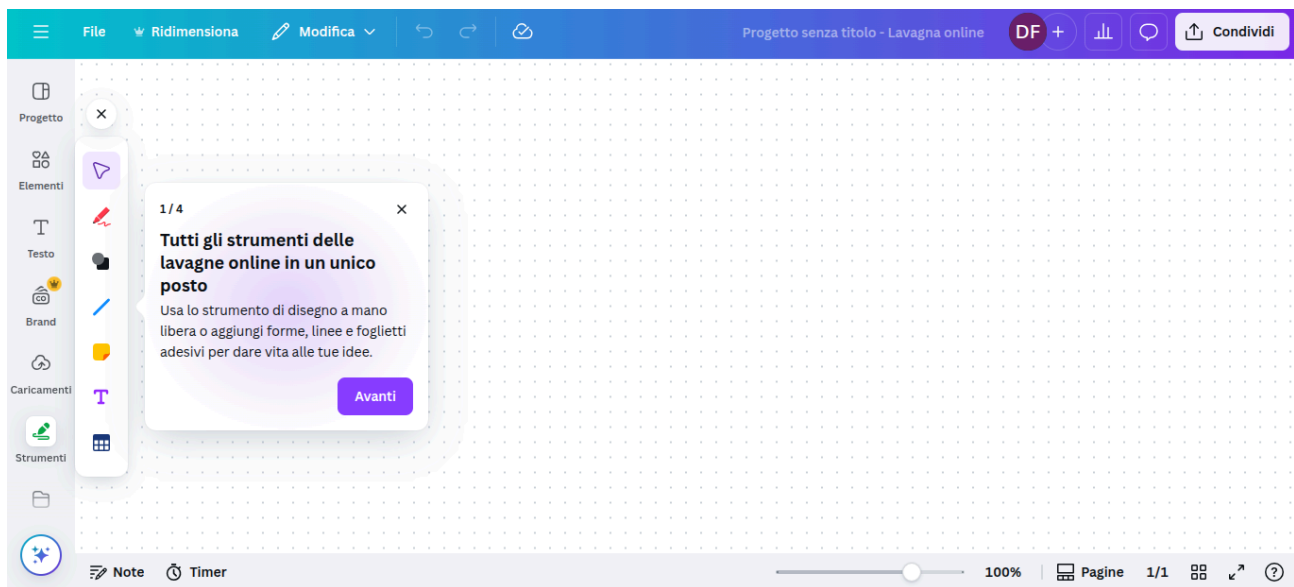 File
Ridimensiona
Modifica
Progetto senza titolo - Lavagna online
DF
+
Condividi
Progetto
Elementi
Testo
CO
Brand
Caricamenti
Strumenti
1 / 4
Tutti gli strumenti delle
lavagne online in un unico
posto
Usa lo strumento di disegno a mano
libera o aggiungi forme, linee e foglietti
adesivi per dare vita alle tue idee.
Avanti
Note
Timer
100%
Pagine
1/1